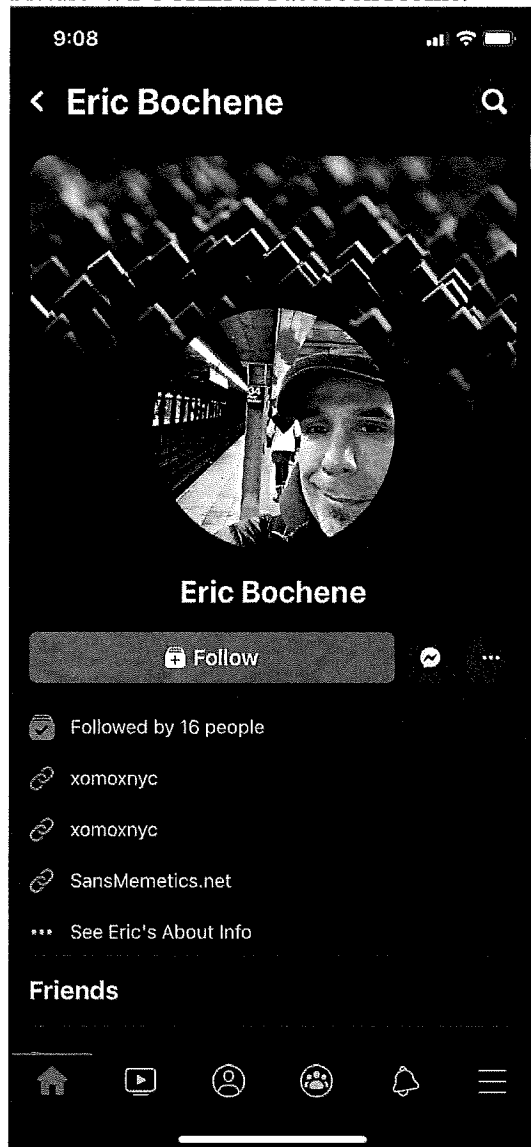 9:08
Eric Bochene
34
Eric Bochene
Follow
Followed by 16 people
xomoxnyc
xomoxnyc
SansMemetics.net
See Eric's About Info
Friends